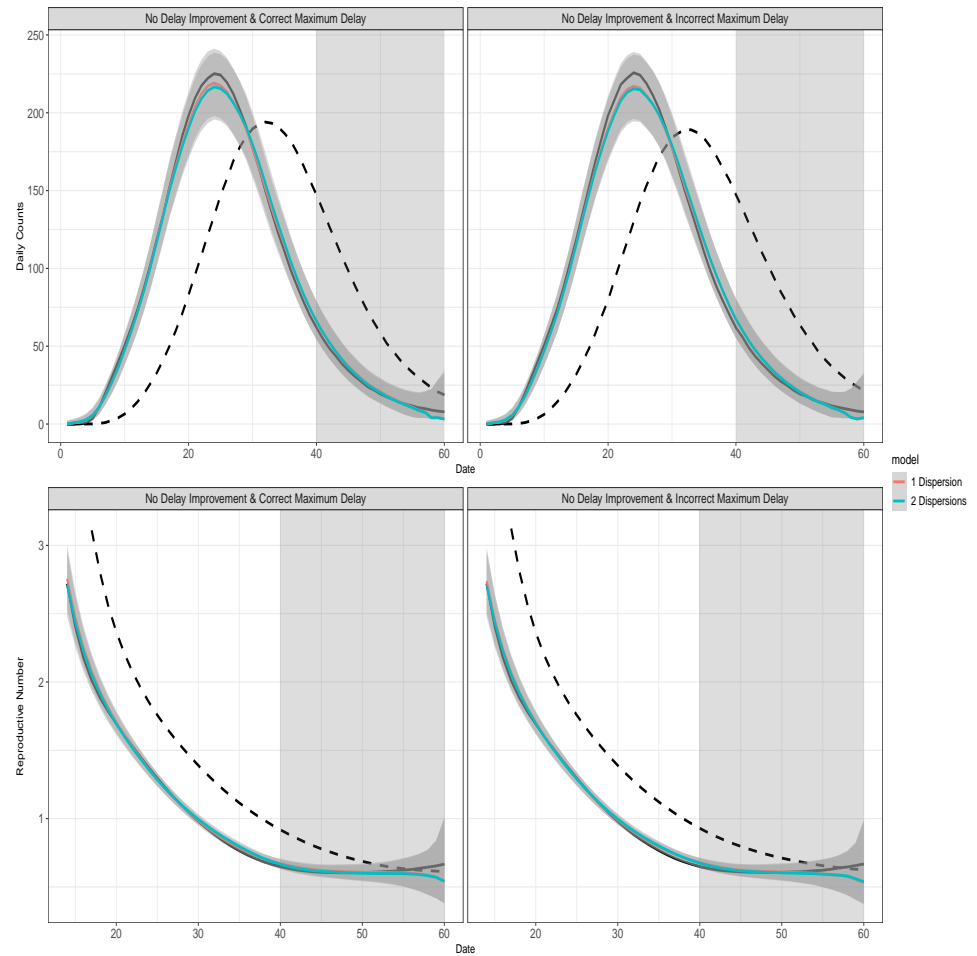 No Delay Improvement & Correct Maximum Delay
No Delay Improvement & Incorrect Maximum Delay
250
200
150
100
50
0
Daily Counts
0
20
40
60
0
20
40
60
Date
model
1 Dispersion
2 Dispersions
No Delay Improvement & Correct Maximum Delay
No Delay Improvement & Incorrect Maximum Delay
3
2
1
Reproductive Number
20
30
40
50
60
20
30
40
50
60
Date